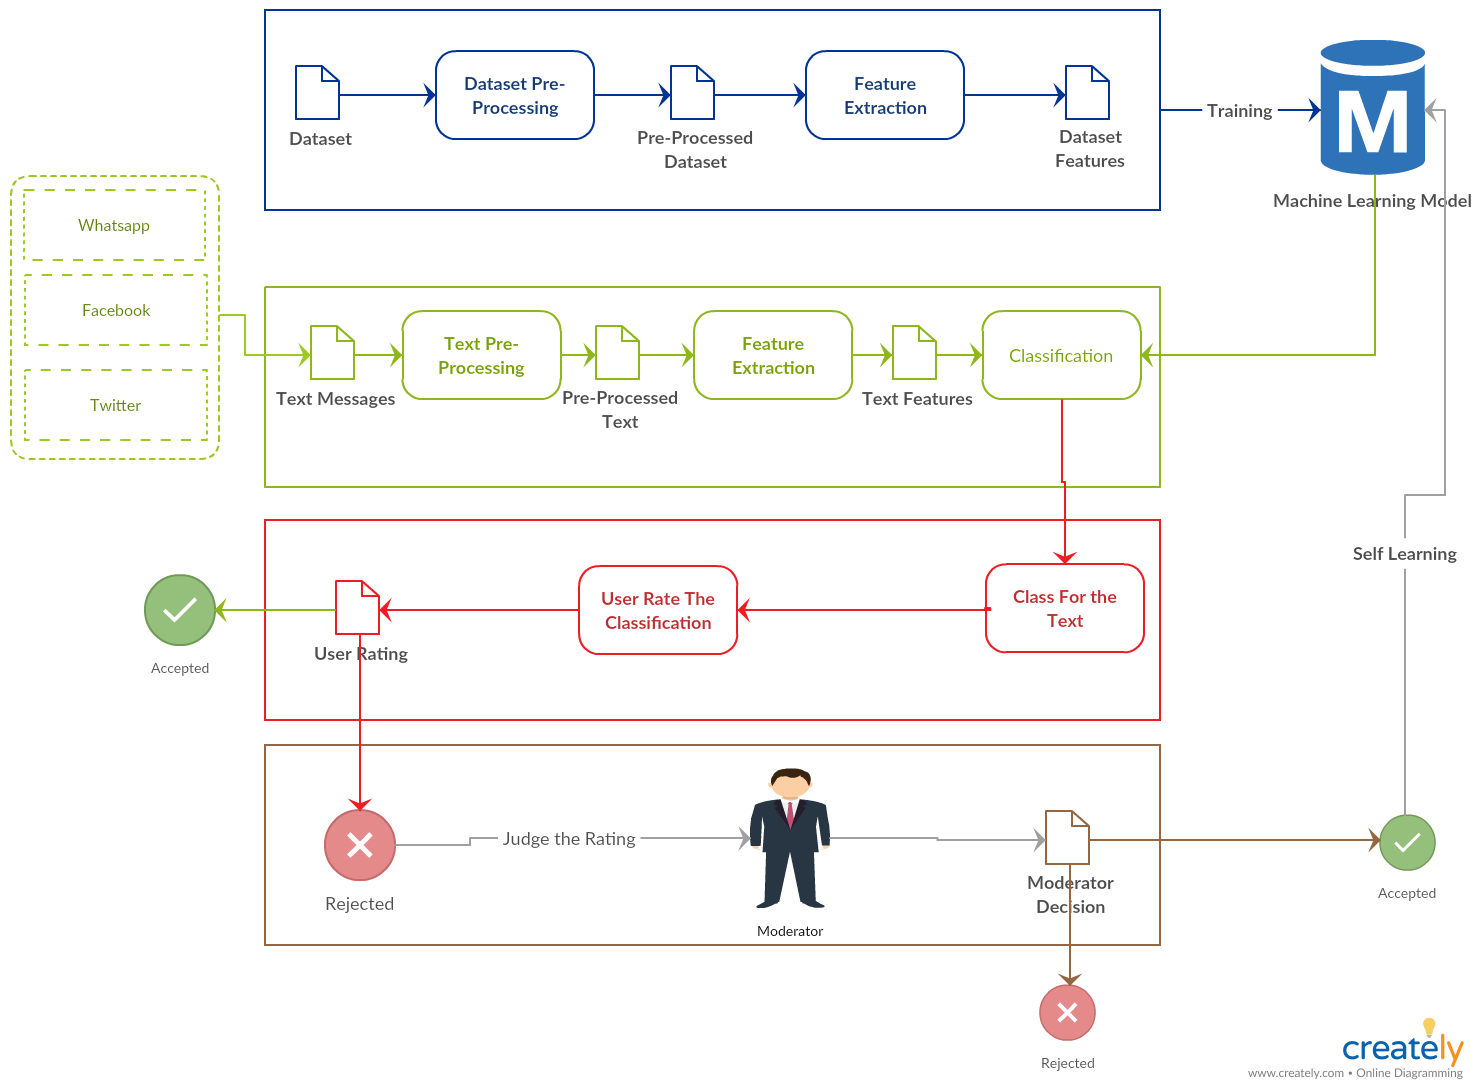 Dataset
Dataset Pre-
Processing
Pre-Processed
Dataset
Feature
Extraction
Dataset
Features
Training
M
Machine Learning Model
Whatsapp
Facebook
Twitter
Text Messages
Text Pre-
Processing
Pre-Processed
Text
Feature
Extraction
Text Features
Classification
Accepted
User Rating
User Rate The
Classification
Class For the
Text
Self Learning
Rejected
Judge the Rating
Moderator
Moderator
Decision
Accepted
Rejected
creately
www.creately.com • Online Diagramming